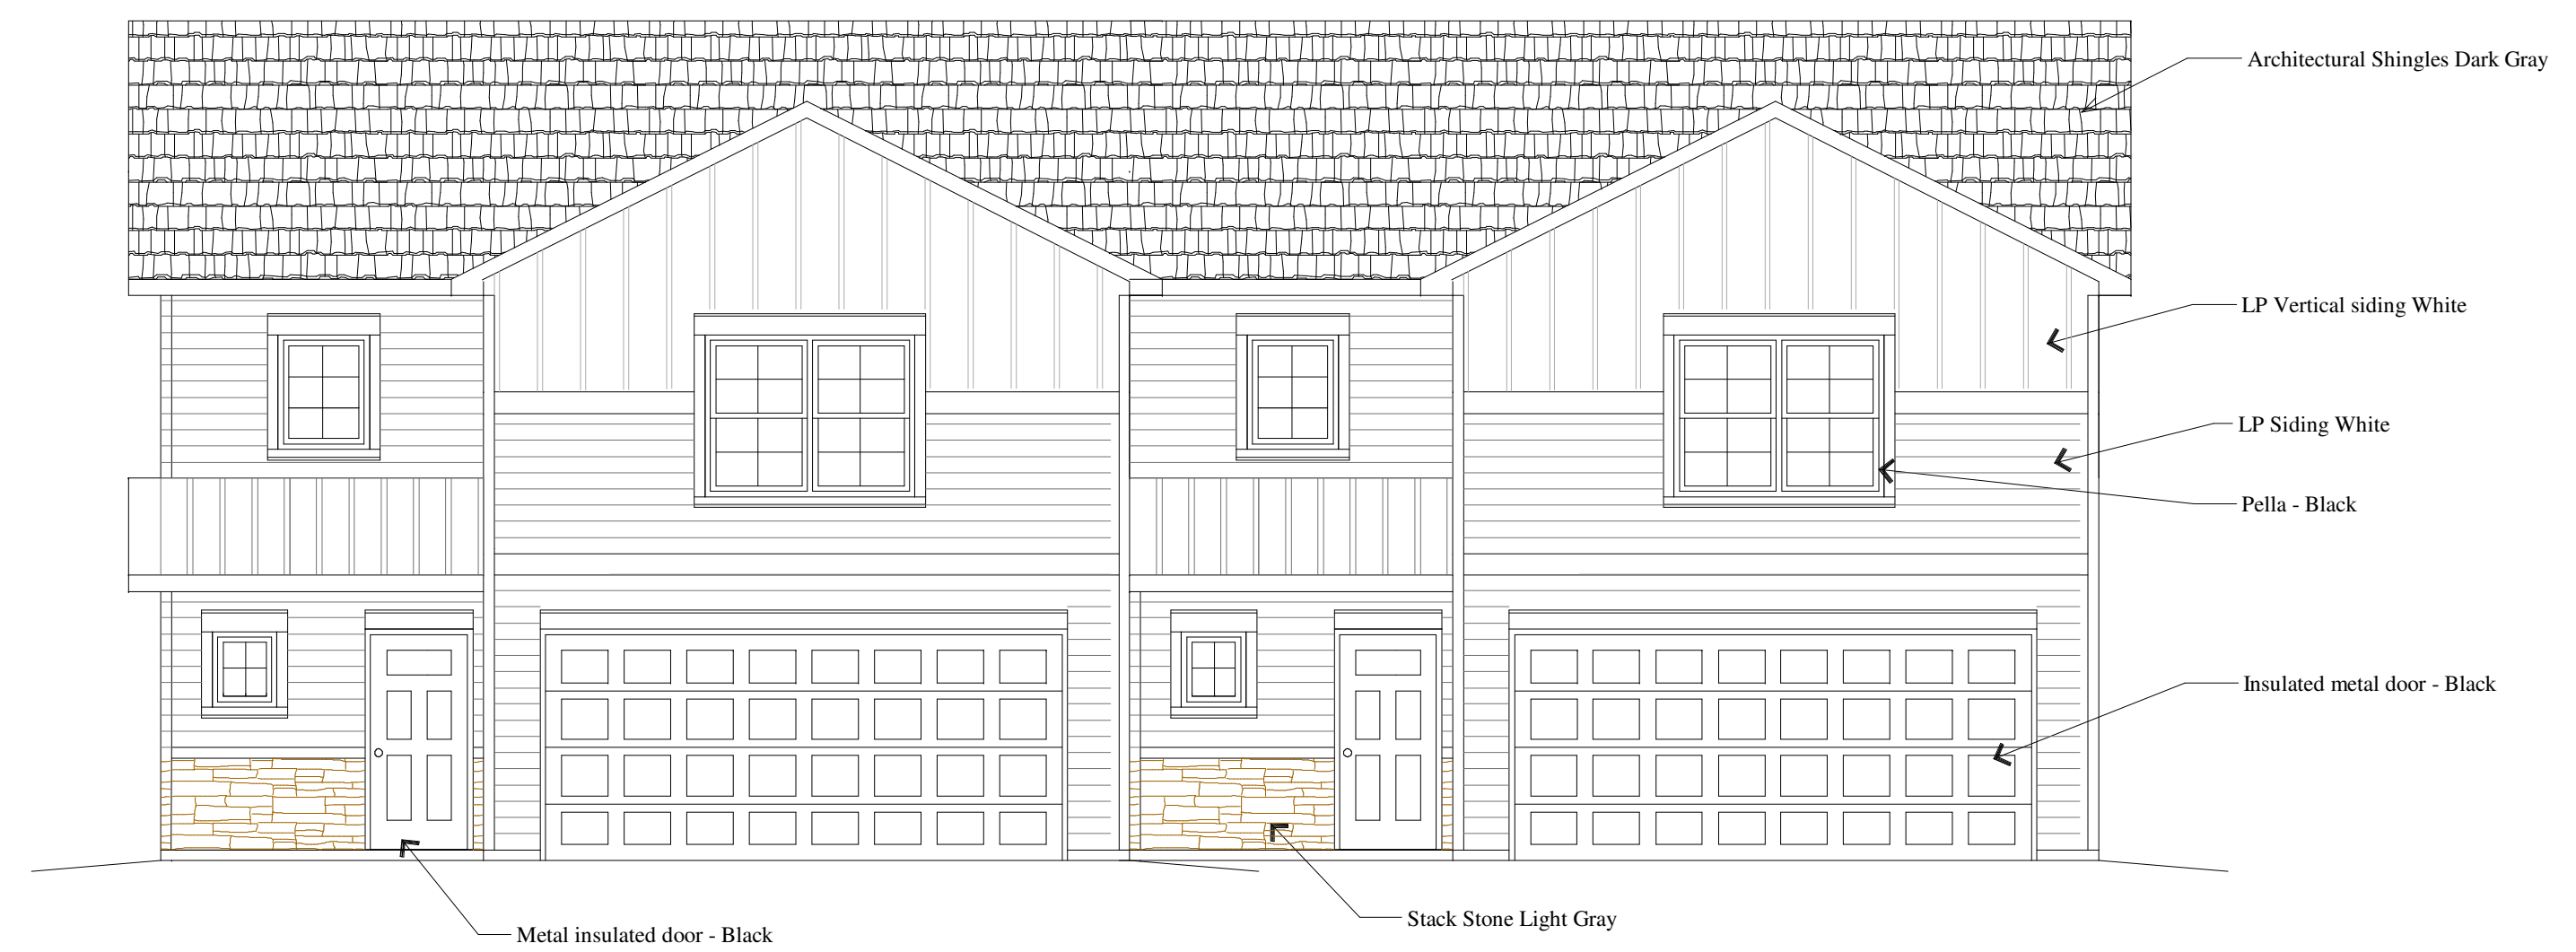 Architectural Shingles Dark Gray
LP Vertical siding White
LP Siding White
Pella - Black
Insulated metal door - Black
Stack Stone Light Gray
Metal insulated door - Black